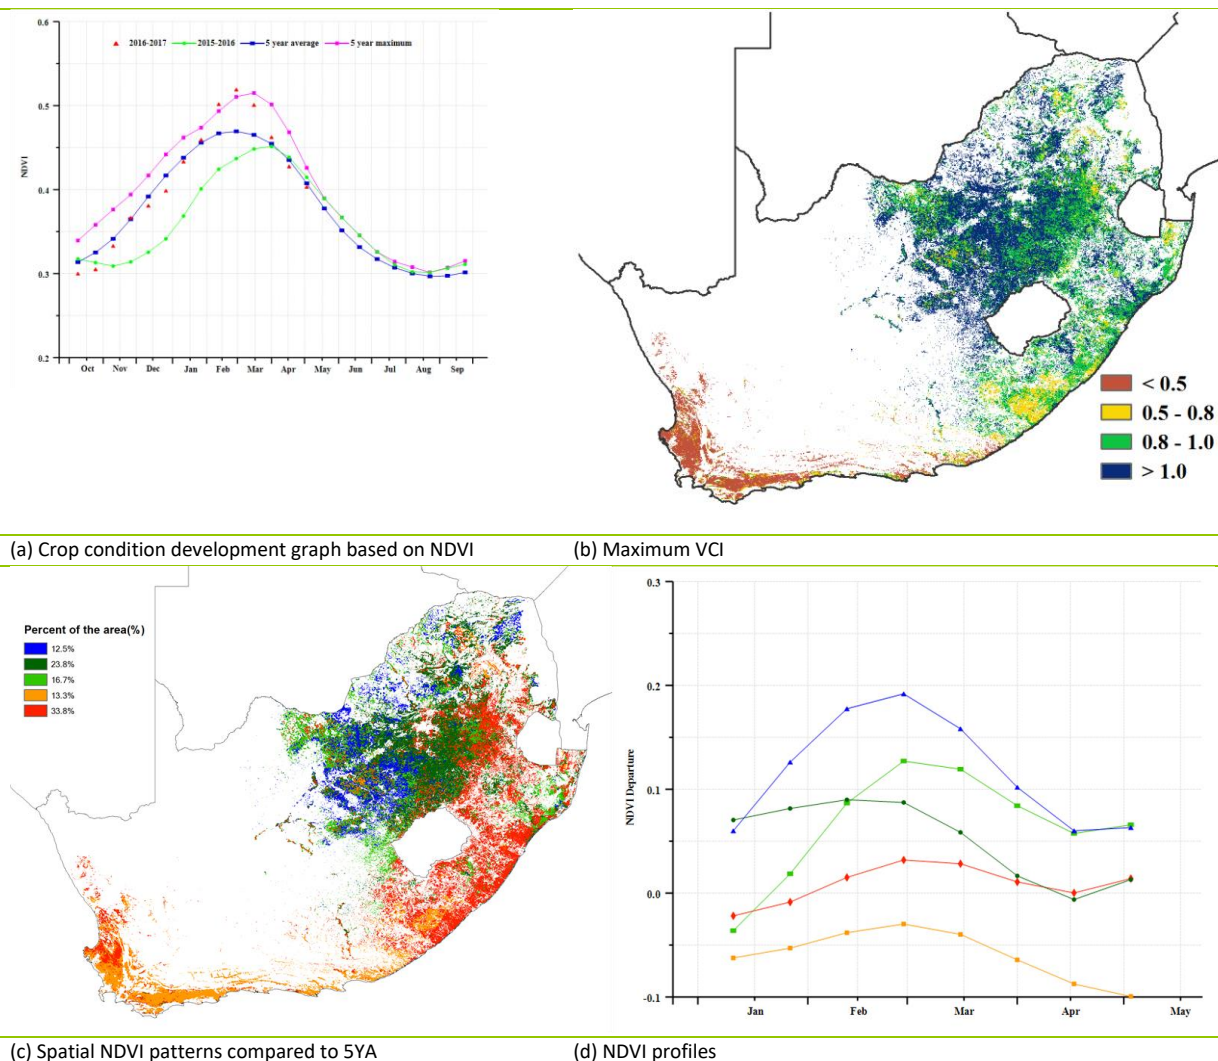 0.6
2016-2017 2015-2016 5 year average 5 year maximum
0.5
NDVI
0.4
0.3
0.2
Oct Nov Dec Jan Feb Mar Apr May Jun Jul Aug Sep
< 0.5
0.5 - 0.8
0.8 - 1.0
> 1.0
(a) Crop condition development graph based on NDVI
(b) Maximum VCI
Percent of the area(%)
12.5%
23.8%
16.7%
13.3%
33.8%
0.3
0.2
NDVI Departure
0.1
0.0
-0.1
Jan Feb Mar Apr May
(c) Spatial NDVI patterns compared to 5YA
(d) NDVI profiles